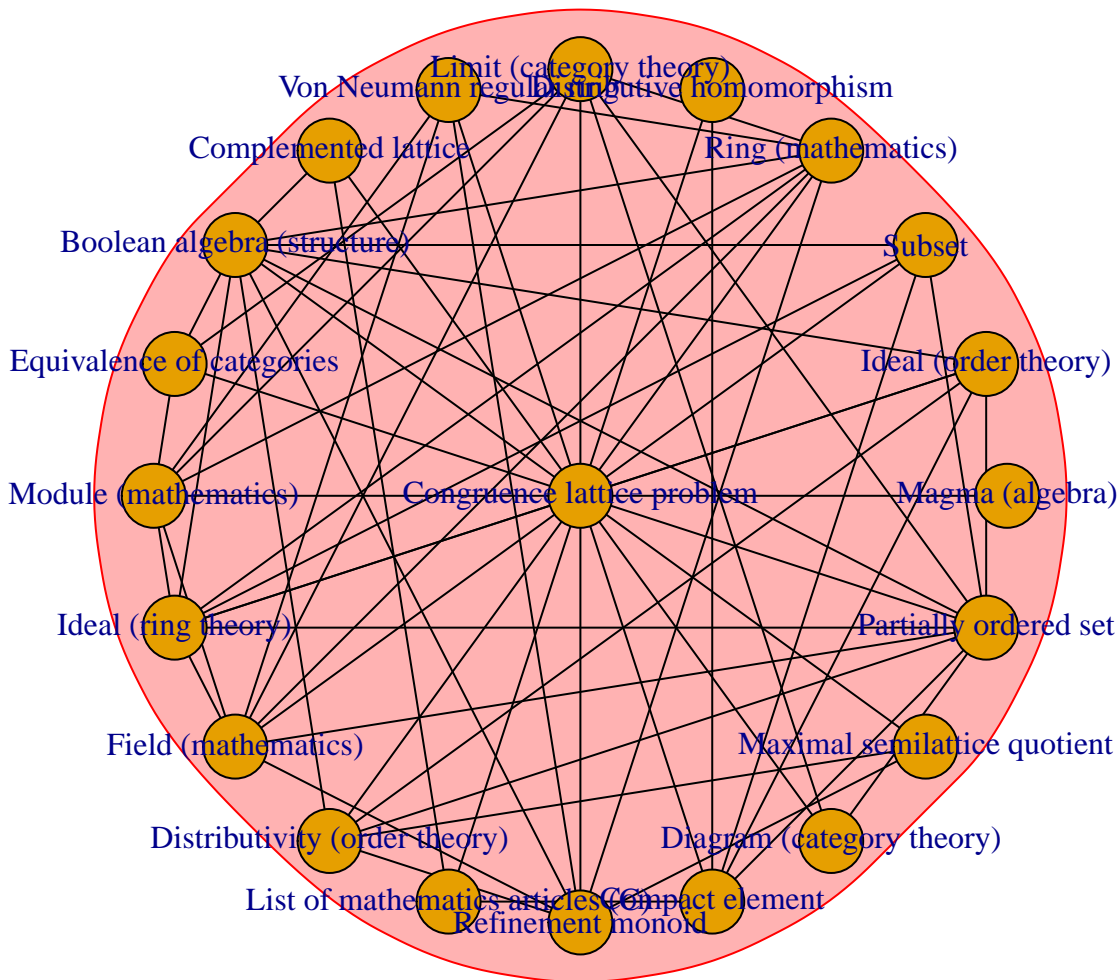 Limit (category theory)
Von Neumann regular ring
Distributive homomorphism
Complemented lattice
Ring (mathematics)
Boolean algebra (structure)
Subset
Equivalence of categories
Ideal (order theory)
Module (mathematics)
Congruence lattice problem
Magma (algebra)
Ideal (ring theory)
Partially ordered set
Field (mathematics)
Maximal semilattice quotient
Distributivity (order theory)
Diagram (category theory)
List of mathematics articles (C)
Compact element
Refinement monoid